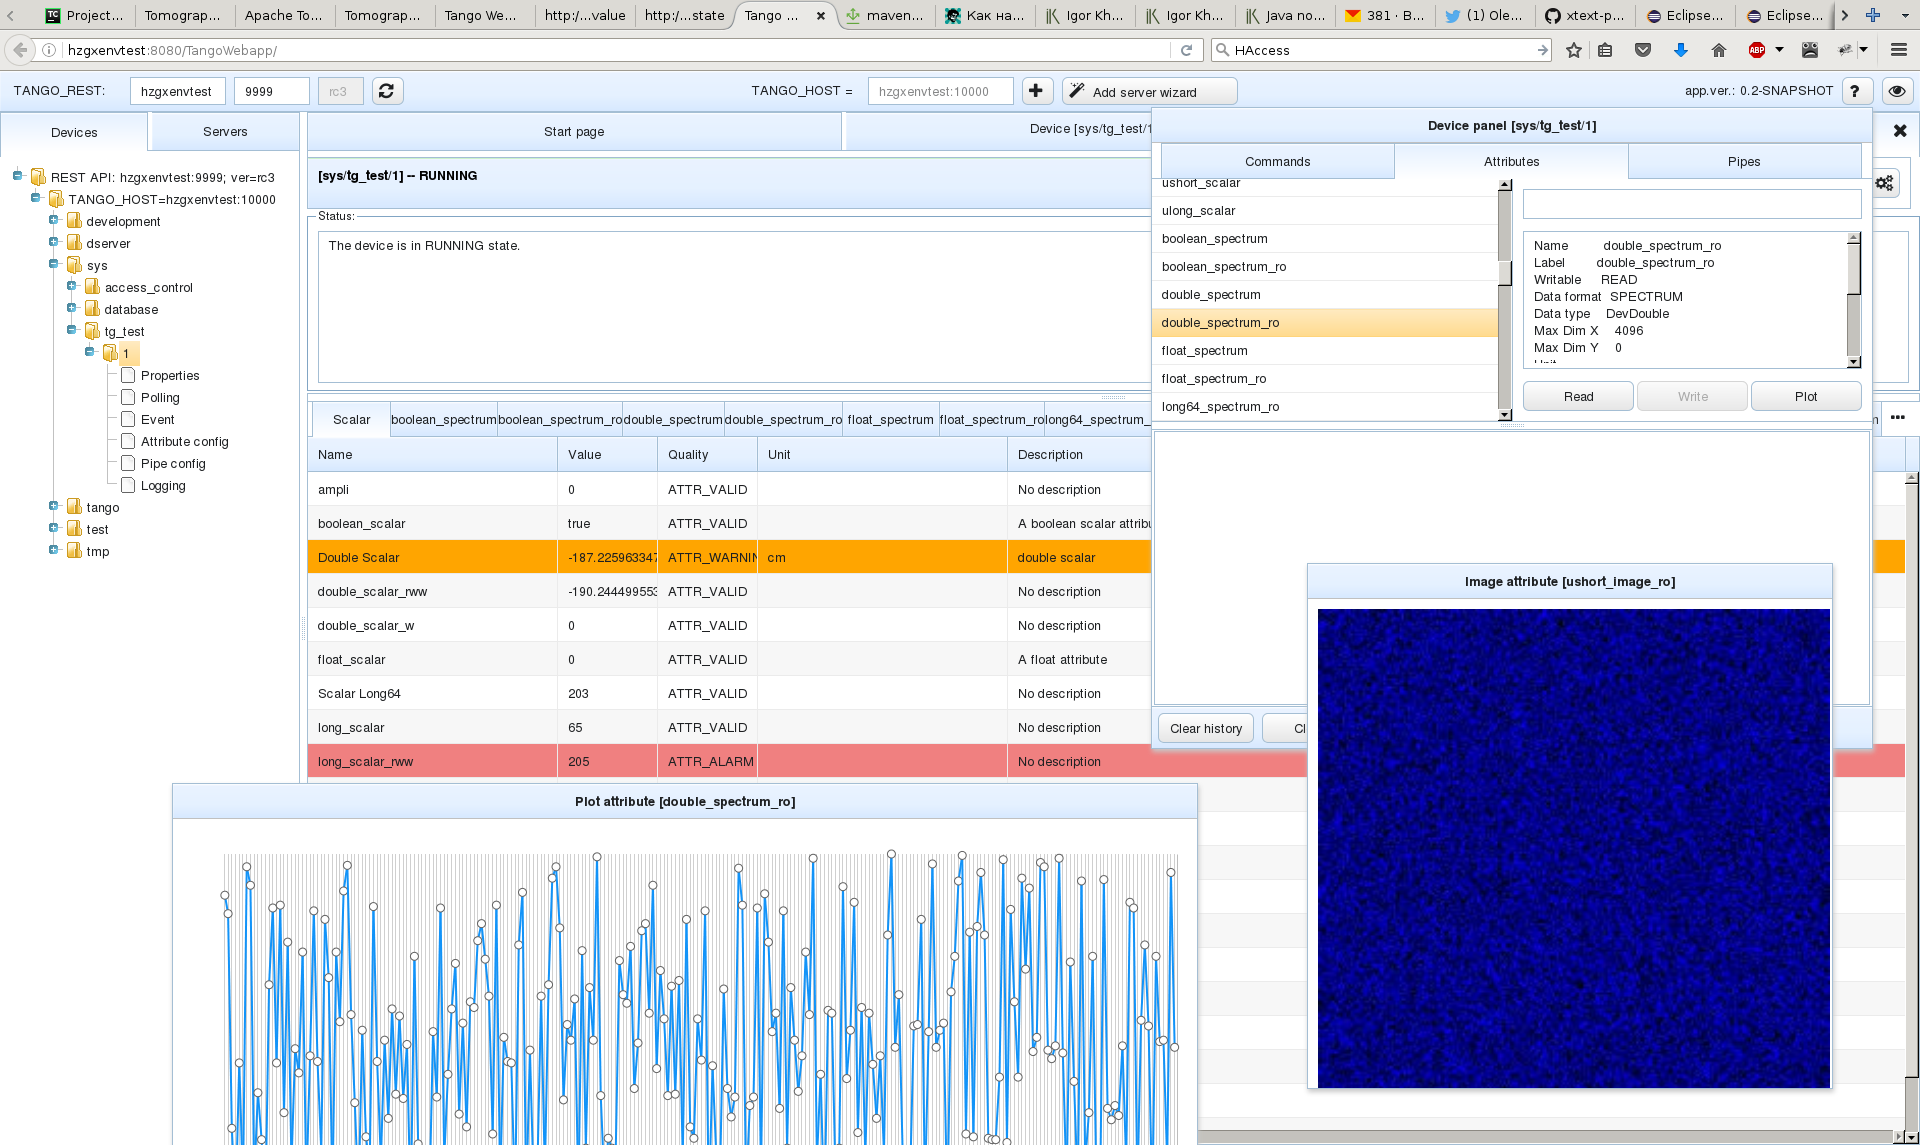 Project...
Tomograp...
Apache To...
Tomograp...
Tango We...
http:/...value
http:/...state
Tango ...
maven...
Как на...
Igor Kh...
Igor Kh...
Java no...
381 · B...
(1) Ole...
xtext-p...
Eclipse...
Eclipse...
hzgxenvtest:8080/TangoWebapp/
HAccess
ABP
TANGO_REST:
hzgxenvtest
9999
rc3
TANGO_HOST =
hzgxenvtest:10000
Add server wizard
app.ver.: 0.2-SNAPSHOT
?
Devices
Servers
REST API: hzgxenvtest:9999; ver=rc3
TANGO_HOST=hzgxenvtest:10000
development
dserver
sys
access_control
database
tg_test
1
Properties
Polling
Event
Attribute config
Pipe config
Logging
tango
test
tmp
Start page
Device [sys/tg_test/1
[sys/tg_test/1] -- RUNNING
Status:
The device is in RUNNING state.
Scalar
boolean_spectrum
boolean_spectrum_ro
double_spectrum
double_spectrum_ro
float_spectrum
float_spectrum_ro
long64_spectrum_
Name Value Quality Unit Description
ampli 0 ATTR_VALID No description
boolean_scalar true ATTR_VALID A boolean scalar attribu
Double Scalar -187.225963347 ATTR_WARNIN cm double scalar
double_scalar_rww -190.244499553 ATTR_VALID No description
double_scalar_w 0 ATTR_VALID No description
float_scalar 0 ATTR_VALID A float attribute
Scalar Long64 203 ATTR_VALID No description
long_scalar 65 ATTR_VALID No description
long_scalar_rww 205 ATTR_ALARM No description
Device panel [sys/tg_test/1]
Commands
Attributes
Pipes
ushort_scalar
ulong_scalar
boolean_spectrum
boolean_spectrum_ro
double_spectrum
double_spectrum_ro
float_spectrum
float_spectrum_ro
long64_spectrum_ro
Name double_spectrum_ro
Label double_spectrum_ro
Writable READ
Data format SPECTRUM
Data type DevDouble
Max Dim X 4096
Max Dim Y 0
Read
Write
Plot
Clear history
Cl
Image attribute [ushort_image_ro]
Plot attribute [double_spectrum_ro]